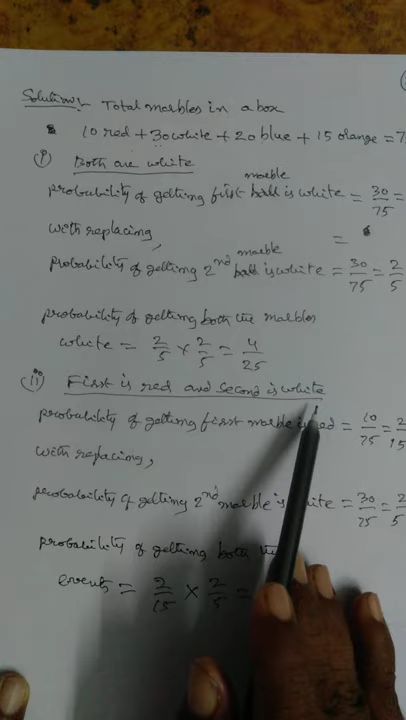 Solution:- Total marbles in a box
10 red + 30 white + 20 blue + 15 orange = 7
(i) Both are white
probability of getting first marble ball is white = 30/75 =
with replacing, =
probability of getting 2nd marble ball is white = 30/75 = 2/5
probability of getting both the marbles
white = 2/5 × 2/5 = 4/25
(ii) First is red and second is white
probability of getting first marble is red = 10/75 = 2/15
with replacing,
probability of getting 2nd marble is white = 30/75 = 2/5
probability of getting both the
events = 2/15 × 2/5 =